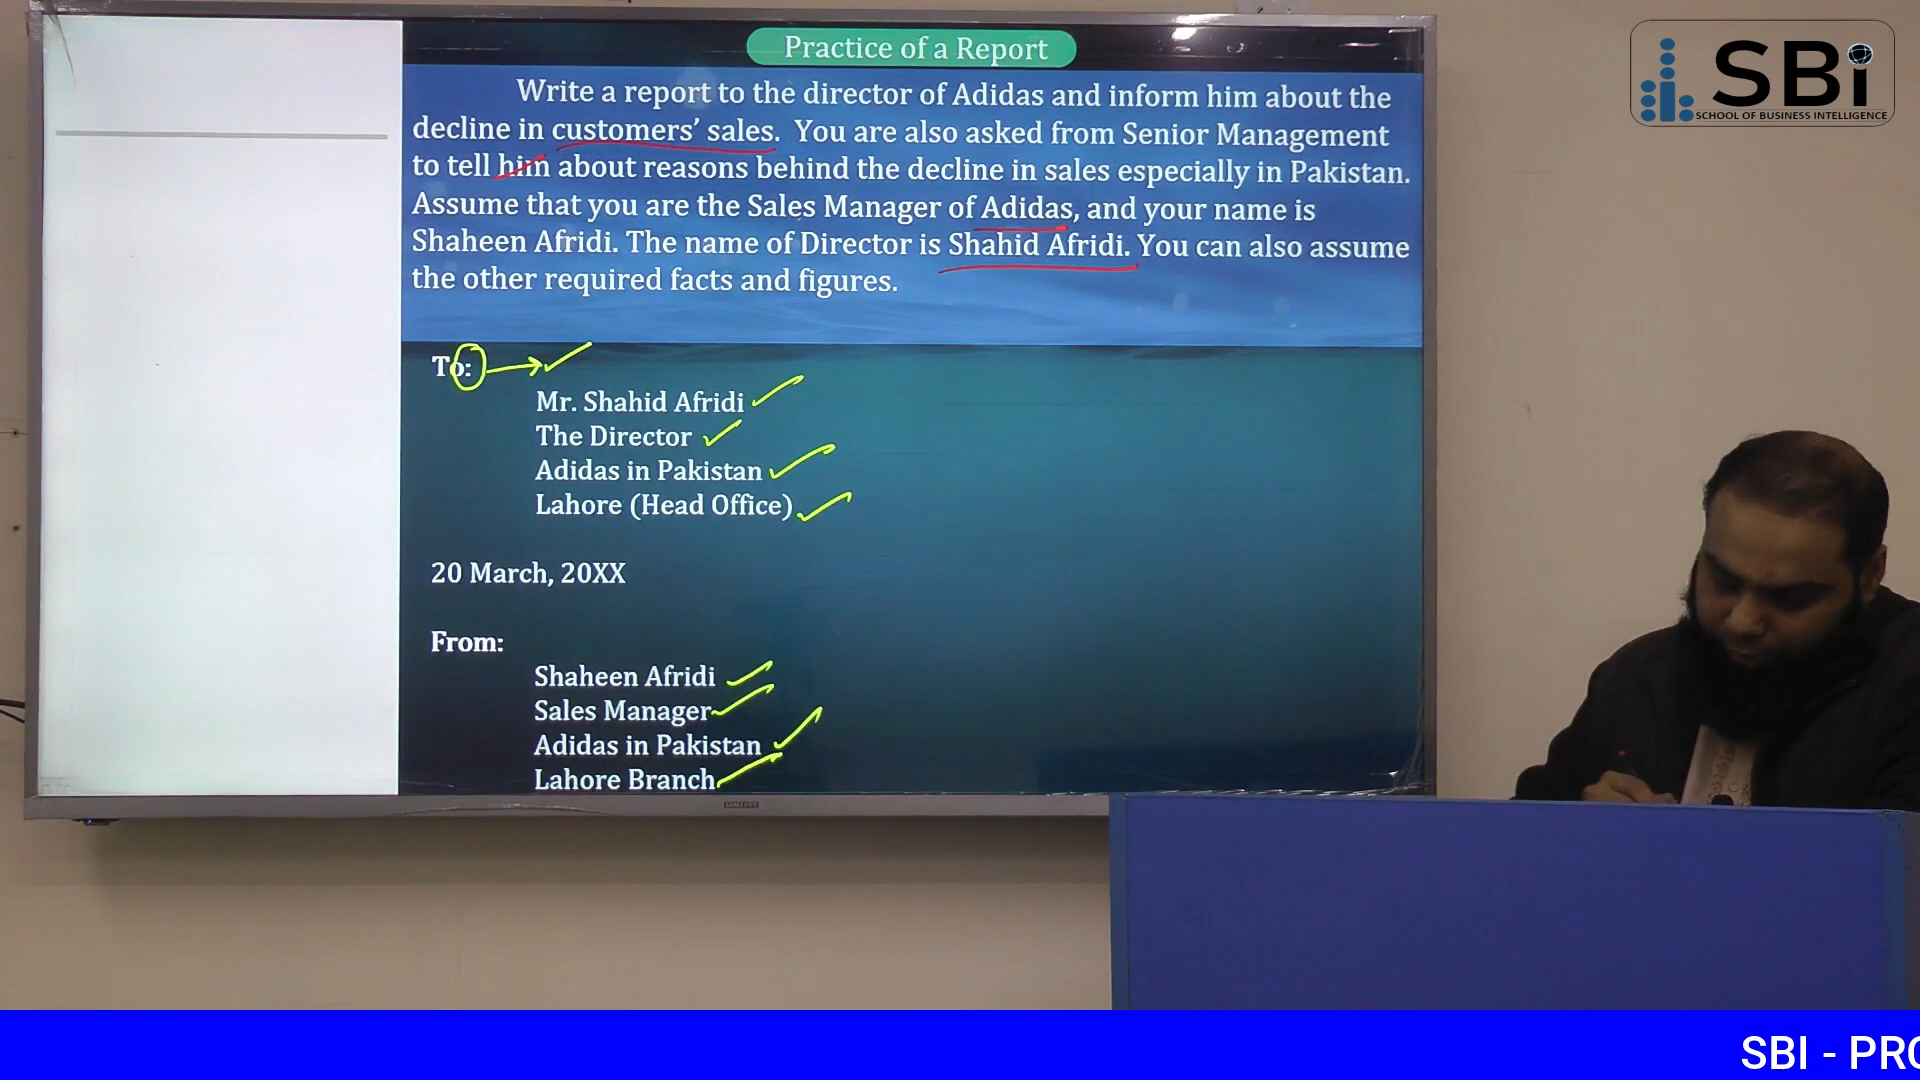 Practice of a Report
Write a report to the director of Adidas and inform him about the
decline in customers’ sales. You are also asked from Senior Management
to tell him about reasons behind the decline in sales especially in Pakistan.
Assume that you are the Sales Manager of Adidas, and your name is
Shaheen Afridi. The name of Director is Shahid Afridi. You can also assume
the other required facts and figures.
To:
Mr. Shahid Afridi
The Director
Adidas in Pakistan
Lahore (Head Office)
20 March, 20XX
From:
Shaheen Afridi
Sales Manager
Adidas in Pakistan
Lahore Branch
SBi
SCHOOL OF BUSINESS INTELLIGENCE
SBI - PRO